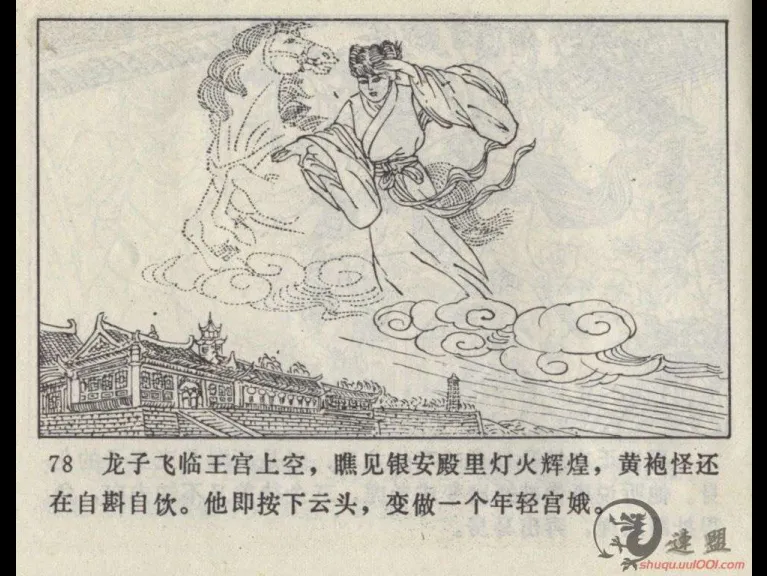 78 龙子飞临王宫上空，瞧见银安殿里灯火辉煌，黄袍怪还
在自斟自饮。他即按下云头，变做一个年轻宫娥。
連盟
shuqu.uu1001.com